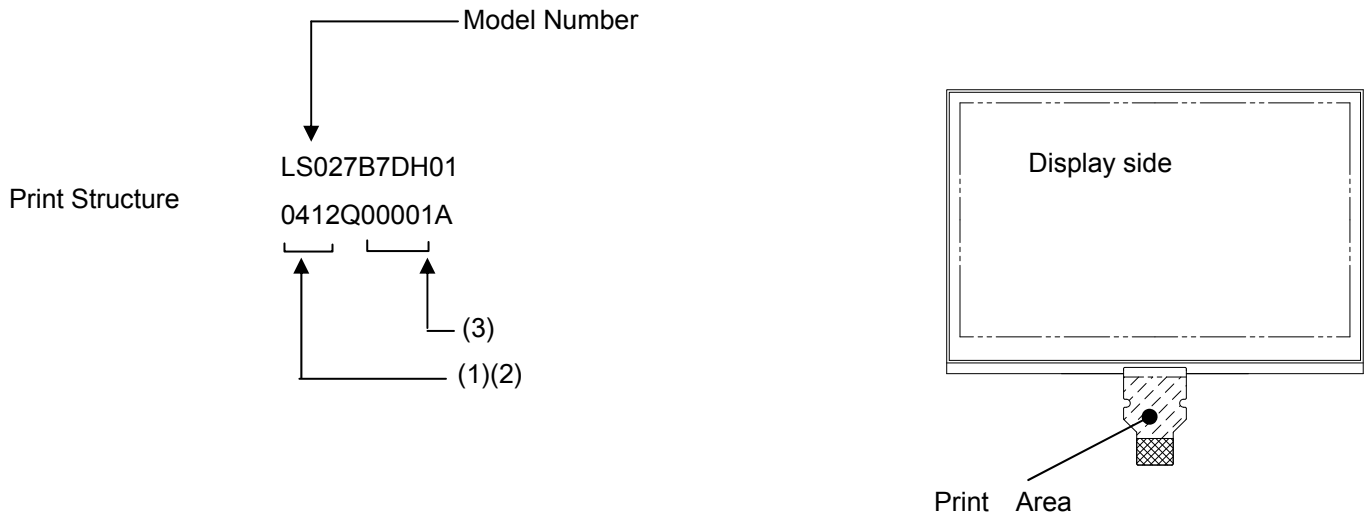 Model Number
LS027B7DH01
Print Structure
0412Q00001A
(3)
(1)(2)
Display side
Print Area